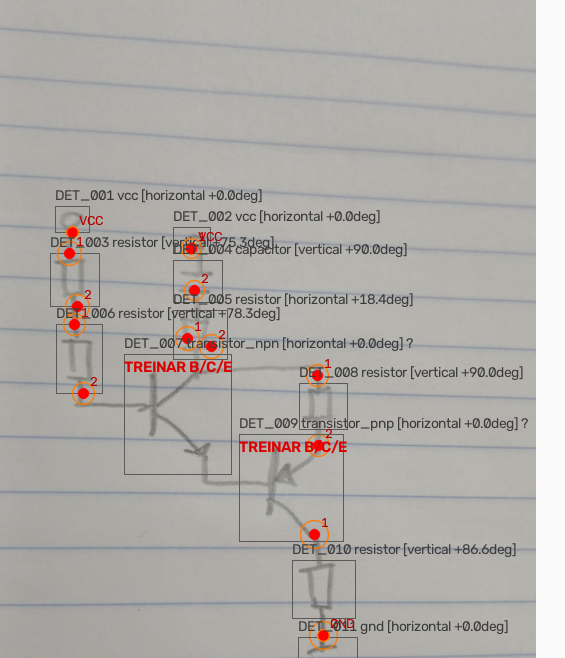 DET_001 vcc [horizontal +0.0deg]
VCC
DET_002 vcc [horizontal +0.0deg]
VCC
1
DET_003 resistor [vertical +75.3deg]
1
DET_004 capacitor [vertical +90.0deg]
2
2
DET_005 resistor [horizontal +18.4deg]
DET_006 resistor [vertical +78.3deg]
1
1
2
DET_007 transistor_npn [horizontal +0.0deg] ?
TREINAR B/C/E
1
DET_008 resistor [vertical +90.0deg]
2
DET_009 transistor_pnp [horizontal +0.0deg] ?
2
TREINAR B/C/E
1
DET_010 resistor [vertical +86.6deg]
GND
DET_011 gnd [horizontal +0.0deg]